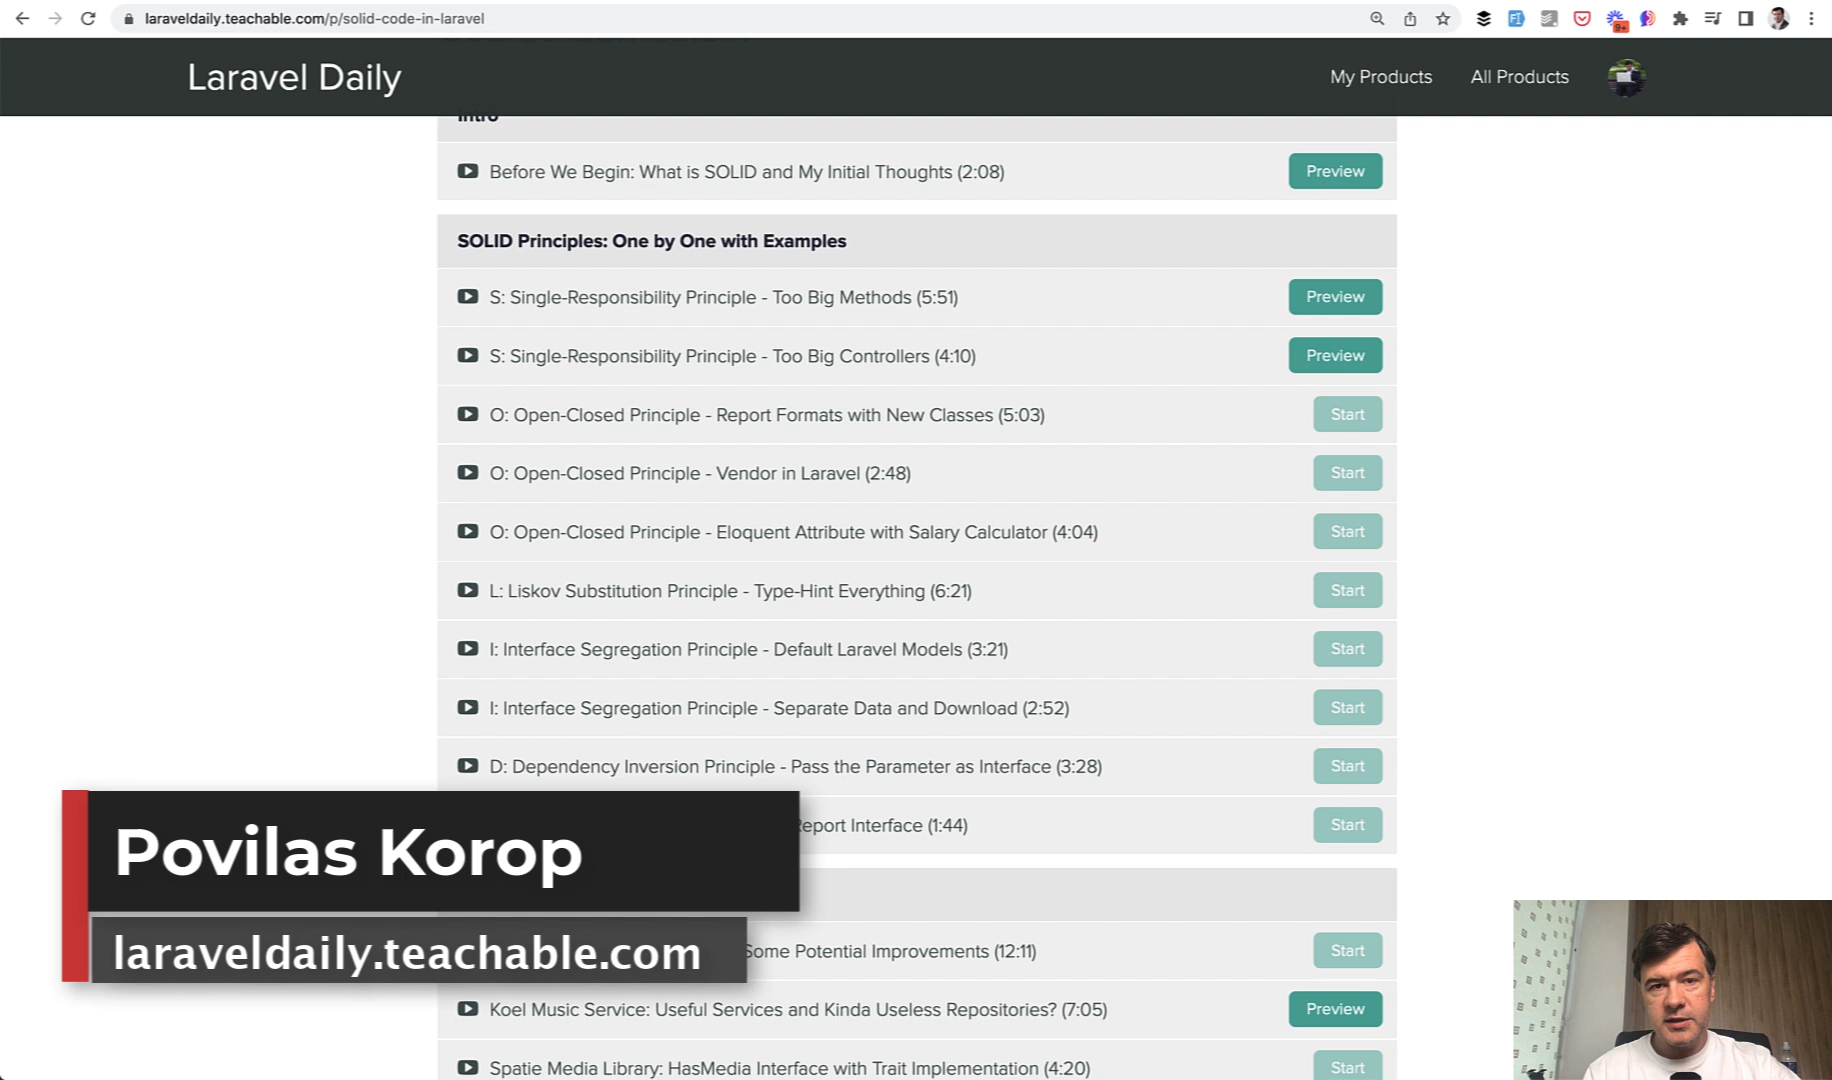 laraveldaily.teachable.com/p/solid-code-in-laravel
9+
Laravel Daily
My Products
All Products
Intro
Before We Begin: What is SOLID and My Initial Thoughts (2:08)
Preview
SOLID Principles: One by One with Examples
S: Single-Responsibility Principle - Too Big Methods (5:51)
Preview
S: Single-Responsibility Principle - Too Big Controllers (4:10)
Preview
O: Open-Closed Principle - Report Formats with New Classes (5:03)
Start
O: Open-Closed Principle - Vendor in Laravel (2:48)
Start
O: Open-Closed Principle - Eloquent Attribute with Salary Calculator (4:04)
Start
L: Liskov Substitution Principle - Type-Hint Everything (6:21)
Start
I: Interface Segregation Principle - Default Laravel Models (3:21)
Start
I: Interface Segregation Principle - Separate Data and Download (2:52)
Start
D: Dependency Inversion Principle - Pass the Parameter as Interface (3:28)
Start
Report Interface (1:44)
Start
Povilas Korop
laraveldaily.teachable.com
Some Potential Improvements (12:11)
Start
Koel Music Service: Useful Services and Kinda Useless Repositories? (7:05)
Preview
Spatie Media Library: HasMedia Interface with Trait Implementation (4:20)
Start